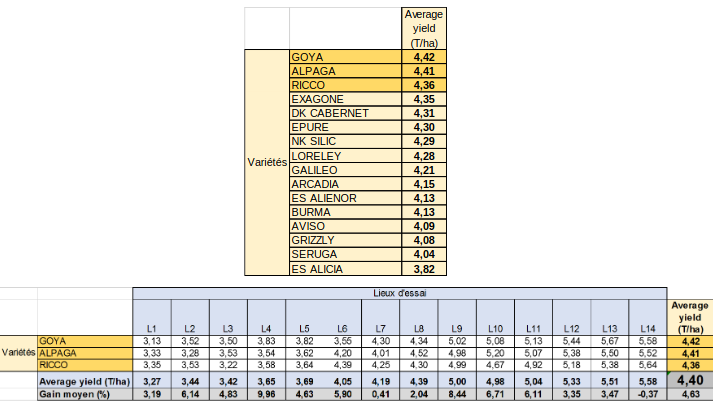 Average
yield
(T/ha)
Variétés
GOYA 4,42
ALPAGA 4,41
RICCO 4,36
EXAGONE 4,35
DK CABERNET 4,31
EPURE 4,30
NK SILIC 4,29
LORELEY 4,28
GALILEO 4,21
ARCADIA 4,15
ES ALIENOR 4,13
BURMA 4,13
AVISO 4,09
GRIZZLY 4,08
SERUGA 4,04
ES ALICIA 3,82
Lieux d'essai
L1 L2 L3 L4 L5 L6 L7 L8 L9 L10 L11 L12 L13 L14 Average yield (T/ha)
Variétés
GOYA 3,13 3,52 3,50 3,83 3,82 3,55 4,30 4,34 5,02 5,08 5,13 5,44 5,67 5,58 4,42
ALPAGA 3,33 3,28 3,53 3,54 3,62 4,20 4,01 4,52 4,98 5,20 5,07 5,38 5,50 5,52 4,41
RICCO 3,35 3,53 3,22 3,58 3,64 4,39 4,25 4,30 4,99 4,67 4,92 5,18 5,38 5,64 4,36
Average yield (T/ha) 3,27 3,44 3,42 3,65 3,69 4,05 4,19 4,39 5,00 4,98 5,04 5,33 5,51 5,58 4,40
Gain moyen (%) 3,19 6,14 4,83 9,96 4,63 5,90 0,41 2,04 8,44 6,71 6,11 3,35 3,47 -0,37 4,63